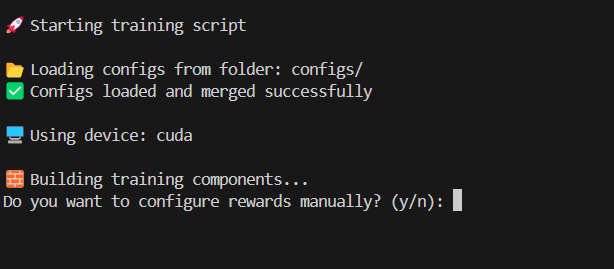 🚀 Starting training script
📂 Loading configs from folder: configs/
✅ Configs loaded and merged successfully
🖥️ Using device: cuda
🧱 Building training components...
Do you want to configure rewards manually? (y/n):